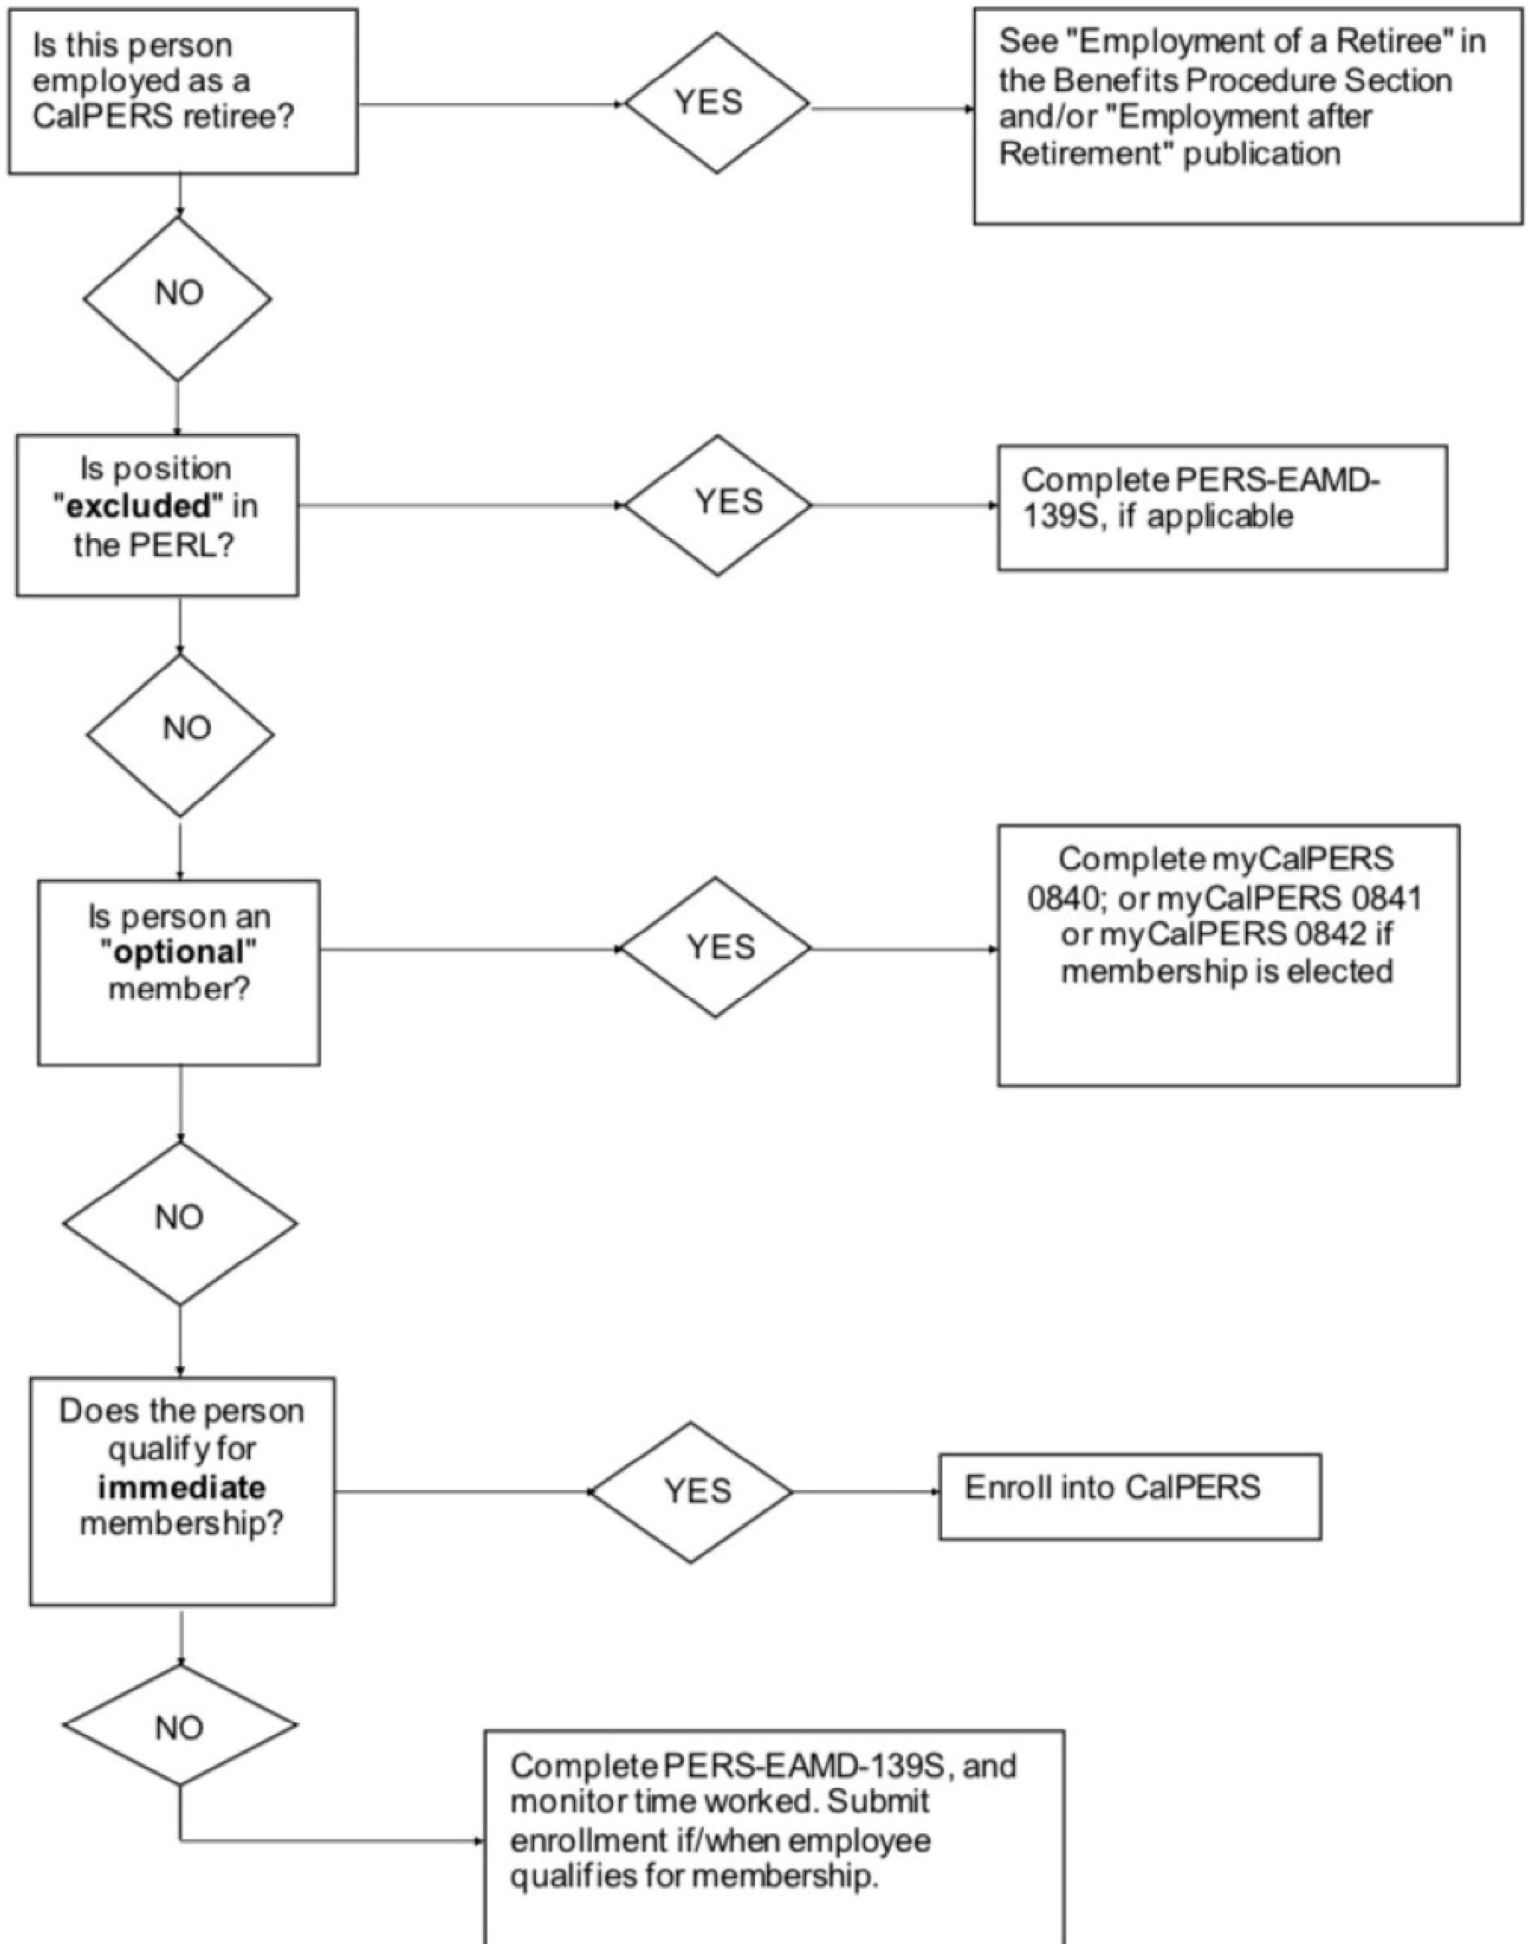 Is this person
employed as a
CalPERS retiree?
YES
See "Employment of a Retiree" in
the Benefits Procedure Section
and/or "Employment after
Retirement" publication
NO
Is position
"excluded" in
the PERL?
YES
Complete PERS-EAMD-
139S, if applicable
NO
Is person an
"optional"
member?
YES
Complete myCalPERS
0840; or myCalPERS 0841
or myCalPERS 0842 if
membership is elected
NO
Does the person
qualify for
immediate
membership?
YES
Enroll into CalPERS
NO
Complete PERS-EAMD-139S, and
monitor time worked. Submit
enrollment if/when employee
qualifies for membership.